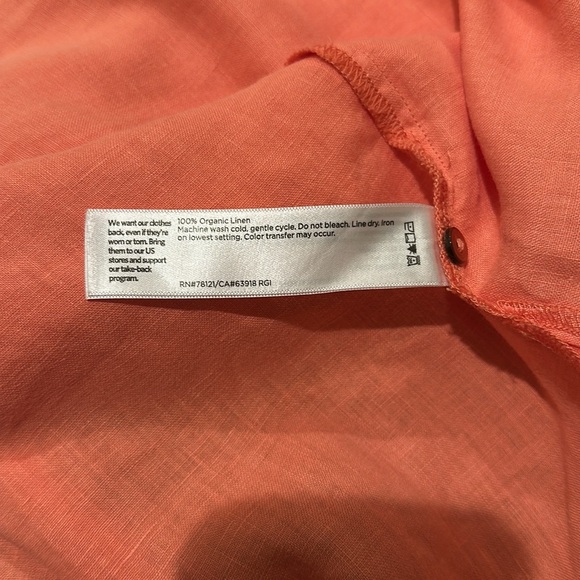 We want our clothes
back, even if they're
worn or torn. Bring
them to our US
stores and support
our take-back
program.
100% Organic Linen
Machine wash cold, gentle cycle. Do not bleach. Line dry. Iron
on lowest setting. Color transfer may occur.
RN#78121/CA#63918 RGI